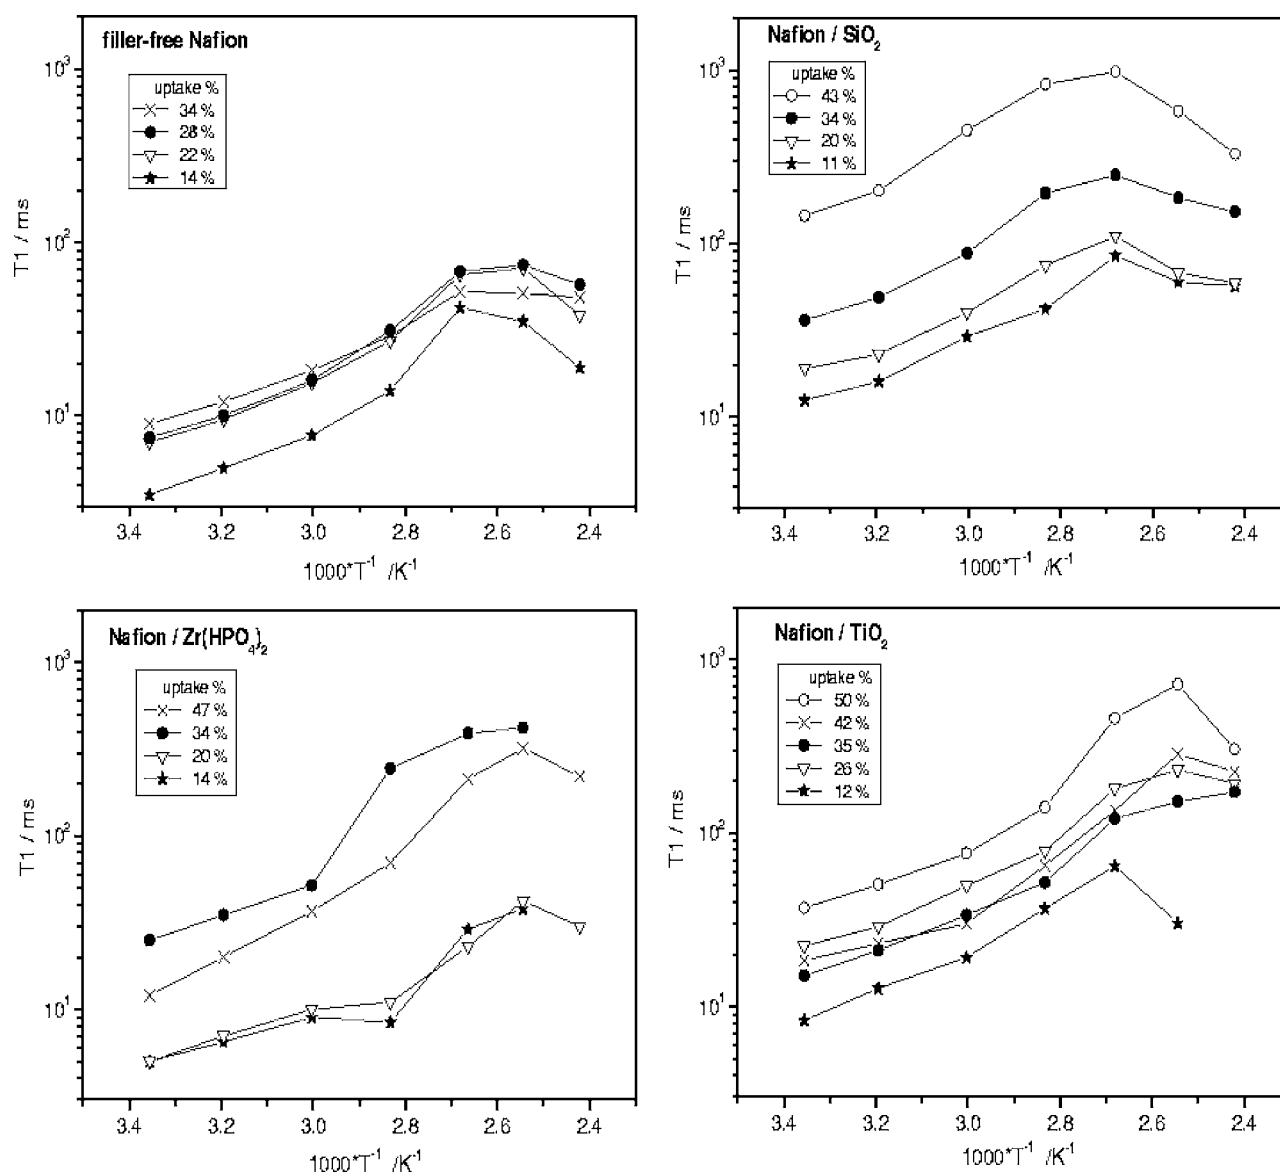 filler-free Nafion
uptake %
34 %
28 %
22 %
14 %
10³
10²
10¹
T1 / ms
3.4 3.2 3.0 2.8 2.6 2.4
1000*T⁻¹ /K⁻¹
Nafion / SiO₂
uptake %
43 %
34 %
20 %
11 %
10³
10²
10¹
T1 / ms
3.4 3.2 3.0 2.8 2.6 2.4
1000*T⁻¹ /K⁻¹
Nafion / Zr(HPO₄)₂
uptake %
47 %
34 %
20 %
14 %
10³
10²
10¹
T1 / ms
3.4 3.2 3.0 2.8 2.6 2.4
1000*T⁻¹ /K⁻¹
Nafion / TiO₂
uptake %
50 %
42 %
35 %
26 %
12 %
10³
10²
10¹
T1 / ms
3.4 3.2 3.0 2.8 2.6 2.4
1000*T⁻¹ /K⁻¹